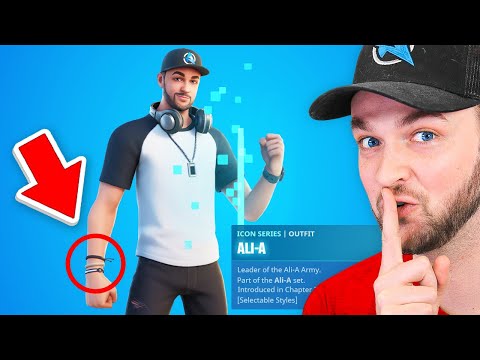 ICON SERIES | OUTFIT
ALI-A
Leader of the Ali-A Army.
Part of the Ali-A set.
Introduced in Chapter
[Selectable Styles]